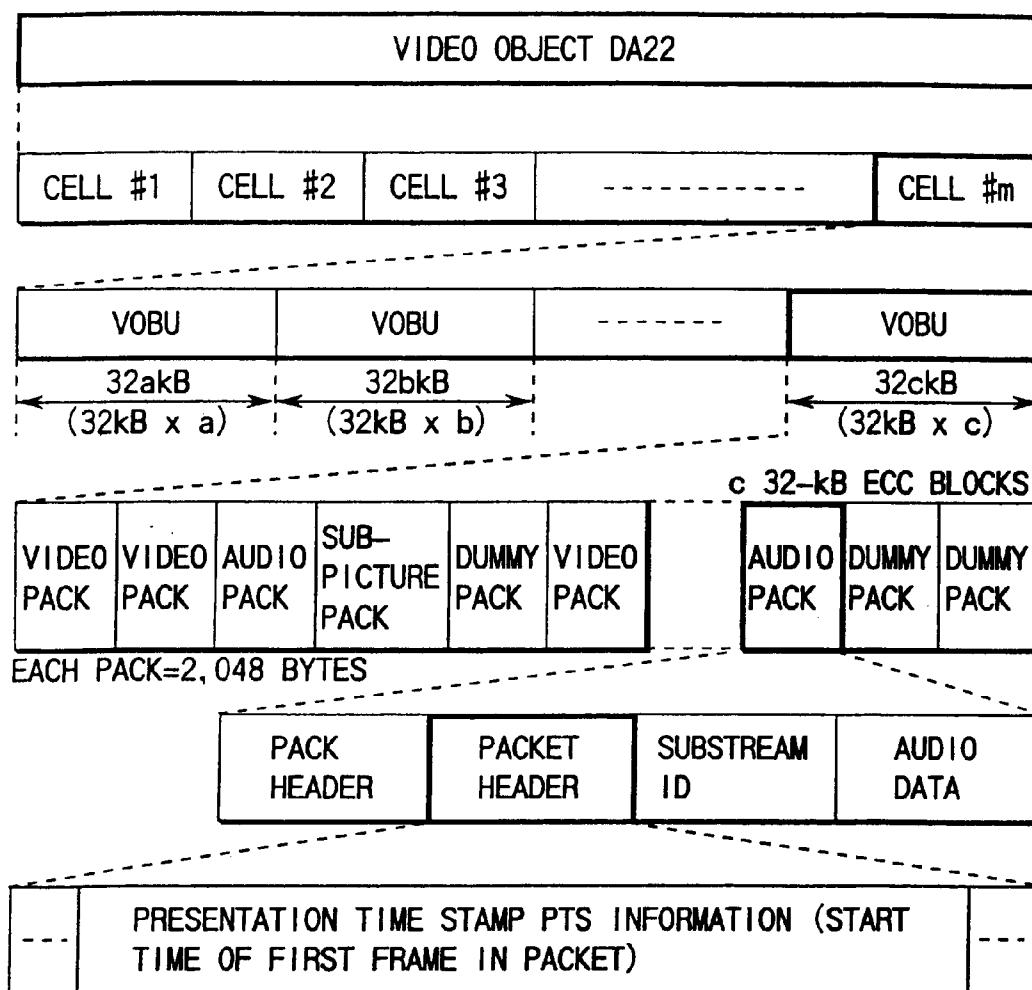 VIDEO OBJECT DA22
CELL #1 CELL #2 CELL #3 ------------ CELL #m
VOBU VOBU -------- VOBU
32akB 32bkB 32ckB
(32kB x a) (32kB x b) (32kB x c)
c 32-kB ECC BLOCKS
VIDEO PACK
VIDEO PACK
AUDIO PACK
SUB-
PICTURE
PACK
DUMMY PACK
VIDEO PACK
AUDIO PACK
DUMMY PACK
DUMMY PACK
EACH PACK=2,048 BYTES
PACK
HEADER
PACKET
HEADER
SUBSTREAM
ID
AUDIO
DATA
--- PRESENTATION TIME STAMP PTS INFORMATION (START ---
TIME OF FIRST FRAME IN PACKET)